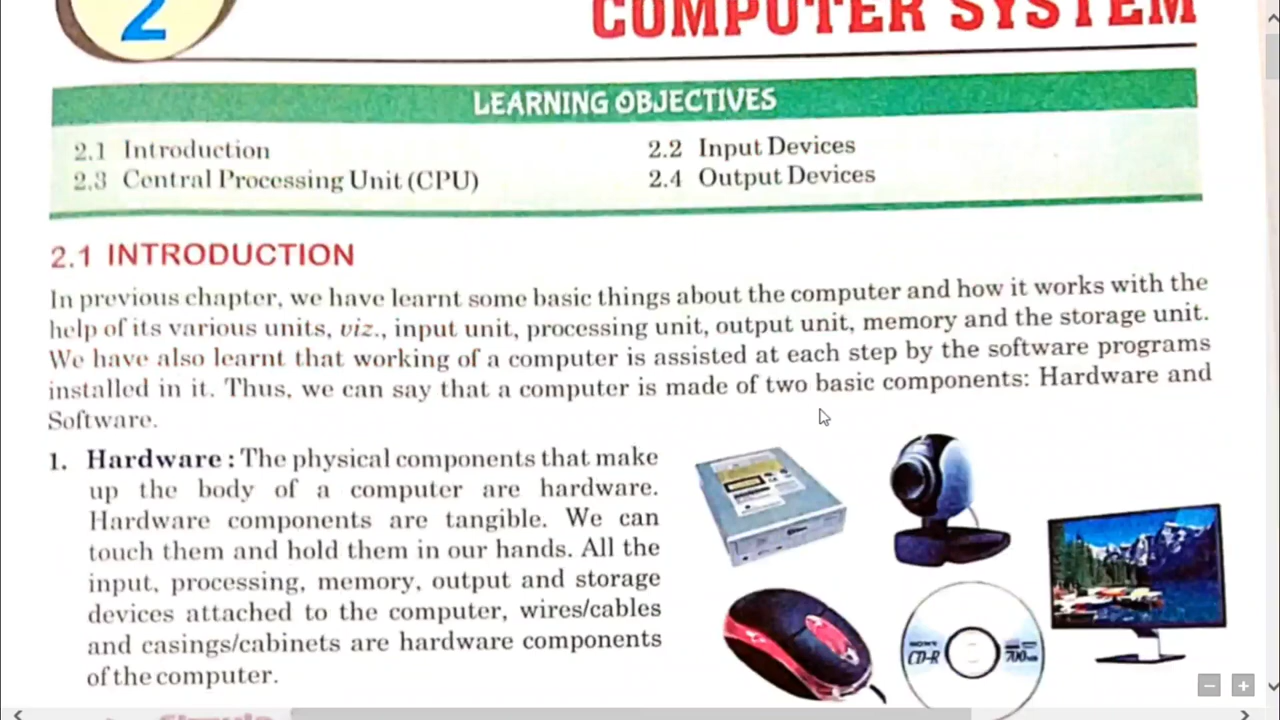 2
COMPUTER SYSTEM
LEARNING OBJECTIVES
2.1 Introduction
2.2 Input Devices
2.3 Central Processing Unit (CPU)
2.4 Output Devices
2.1 INTRODUCTION
In previous chapter, we have learnt some basic things about the computer and how it works with the
help of its various units, viz., input unit, processing unit, output unit, memory and the storage unit.
We have also learnt that working of a computer is assisted at each step by the software programs
installed in it. Thus, we can say that a computer is made of two basic components: Hardware and
Software.
1. Hardware : The physical components that make
up the body of a computer are hardware.
Hardware components are tangible. We can
touch them and hold them in our hands. All the
input, processing, memory, output and storage
devices attached to the computer, wires/cables
and casings/cabinets are hardware components
of the computer.
SONY
CD-R
700MB